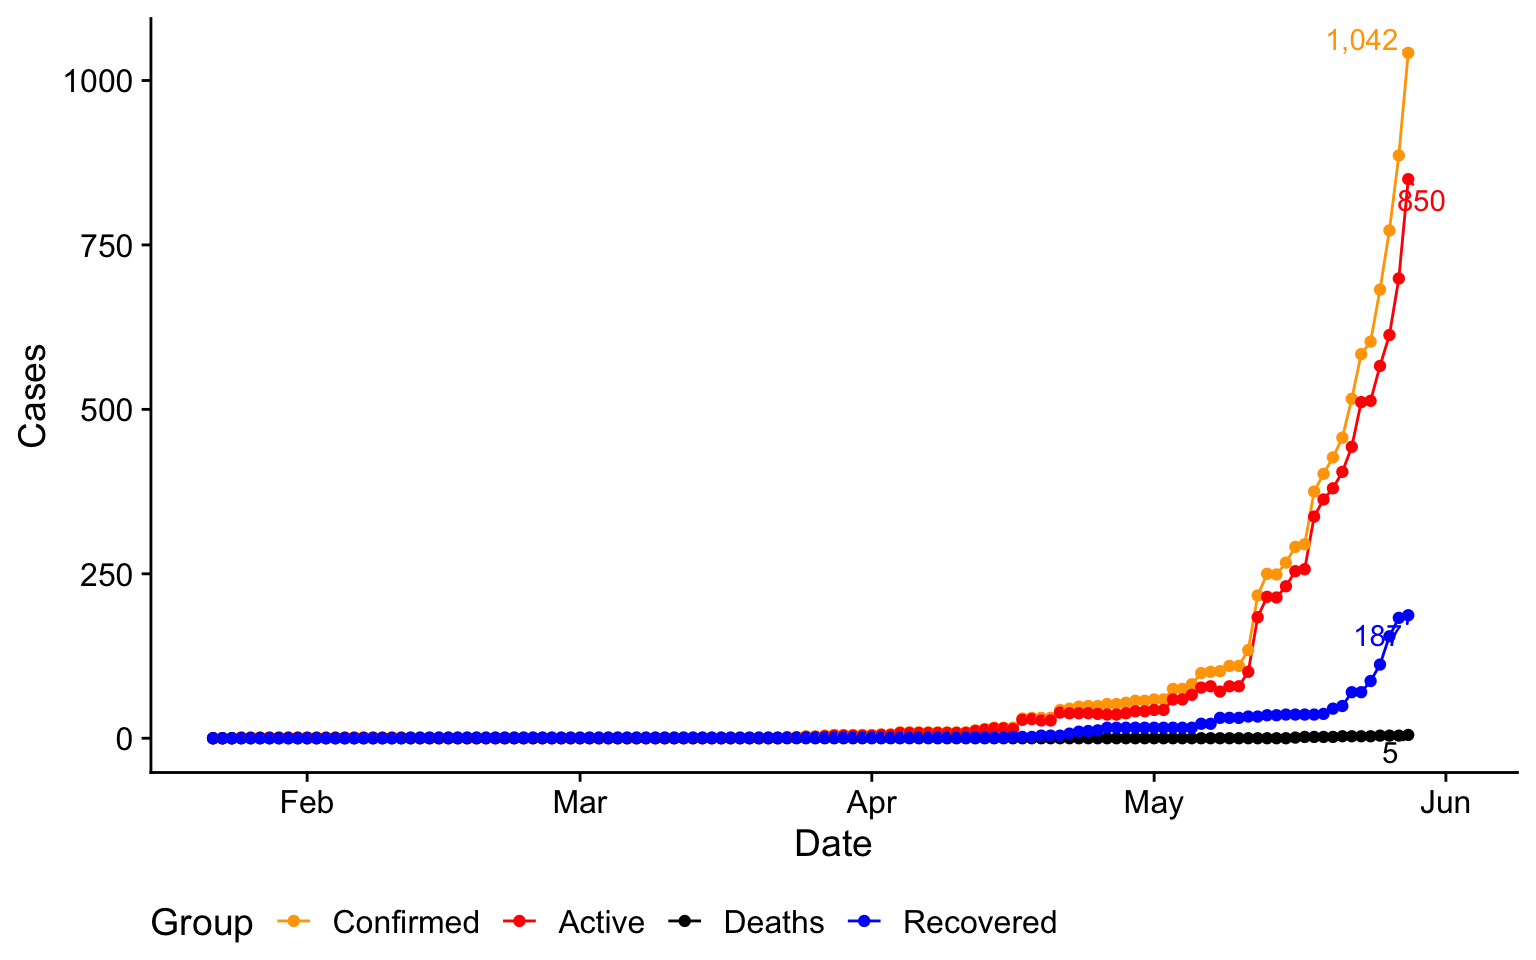 1,042
1000
850
750
Cases
500
250
187
0
5
Feb Mar Apr May Jun
Date
Group Confirmed Active Deaths Recovered